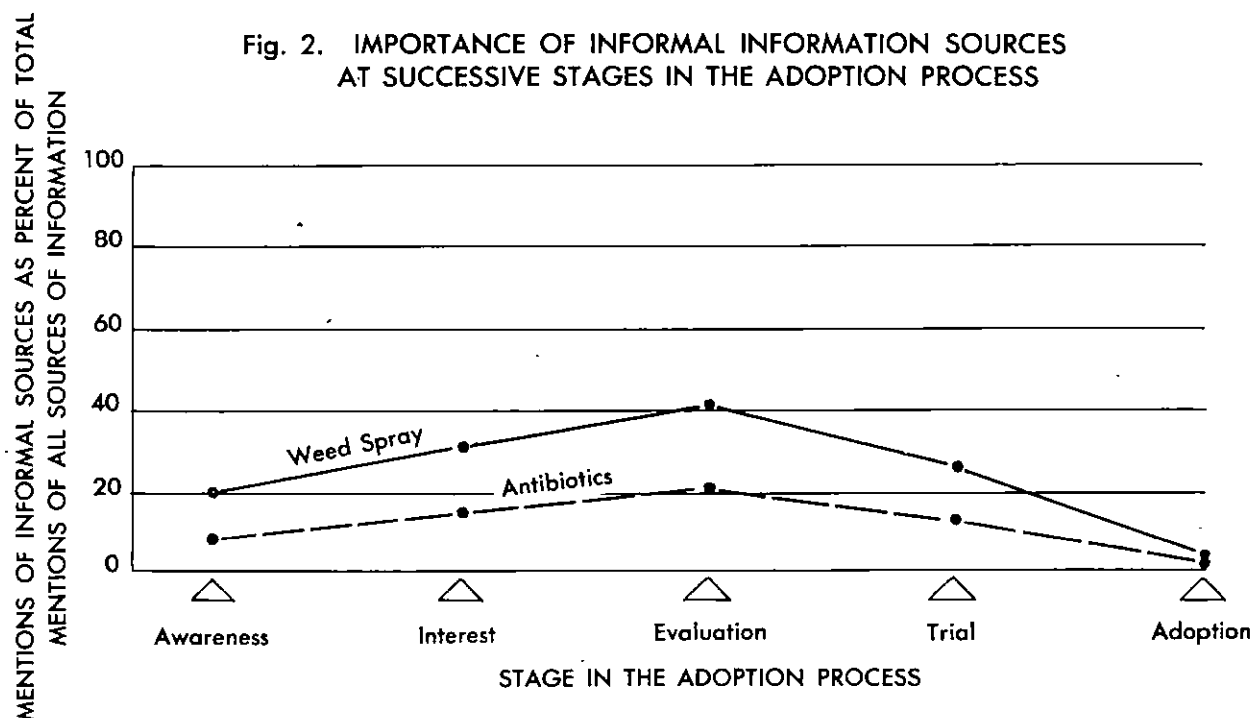 Fig. 2. IMPORTANCE OF INFORMAL INFORMATION SOURCES
AT SUCCESSIVE STAGES IN THE ADOPTION PROCESS
MENTIONS OF INFORMAL SOURCES AS PERCENT OF TOTAL
MENTIONS OF ALL SOURCES OF INFORMATION
100
80
60
40
20
0
Weed Spray
Antibiotics
Awareness
Interest
Evaluation
Trial
Adoption
STAGE IN THE ADOPTION PROCESS